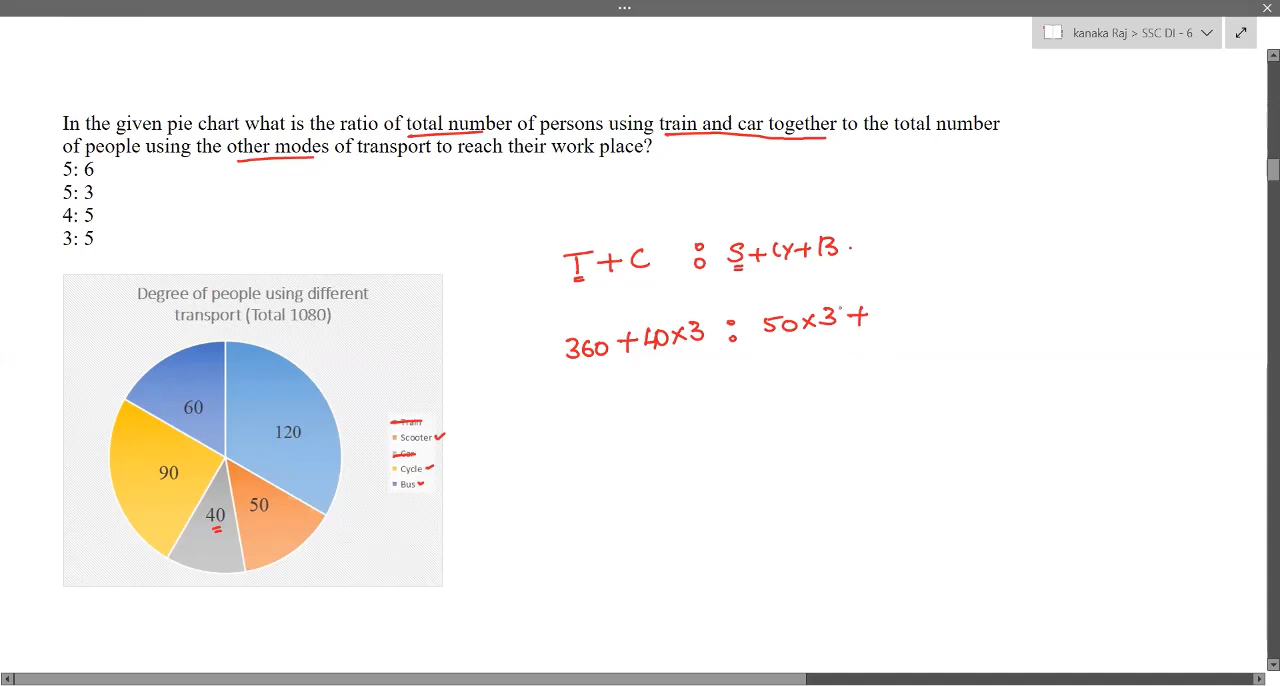 kanaka Raj > SSC DI - 6
In the given pie chart what is the ratio of total number of persons using train and car together to the total number
of people using the other modes of transport to reach their work place?
5: 6
5: 3
4: 5
3: 5
T + C : S + CY + B
360 + 40 x 3 : 50 x 3 +
Degree of people using different
transport (Total 1080)
60
120
90
50
40
Train
Scooter
Car
Cycle
Bus